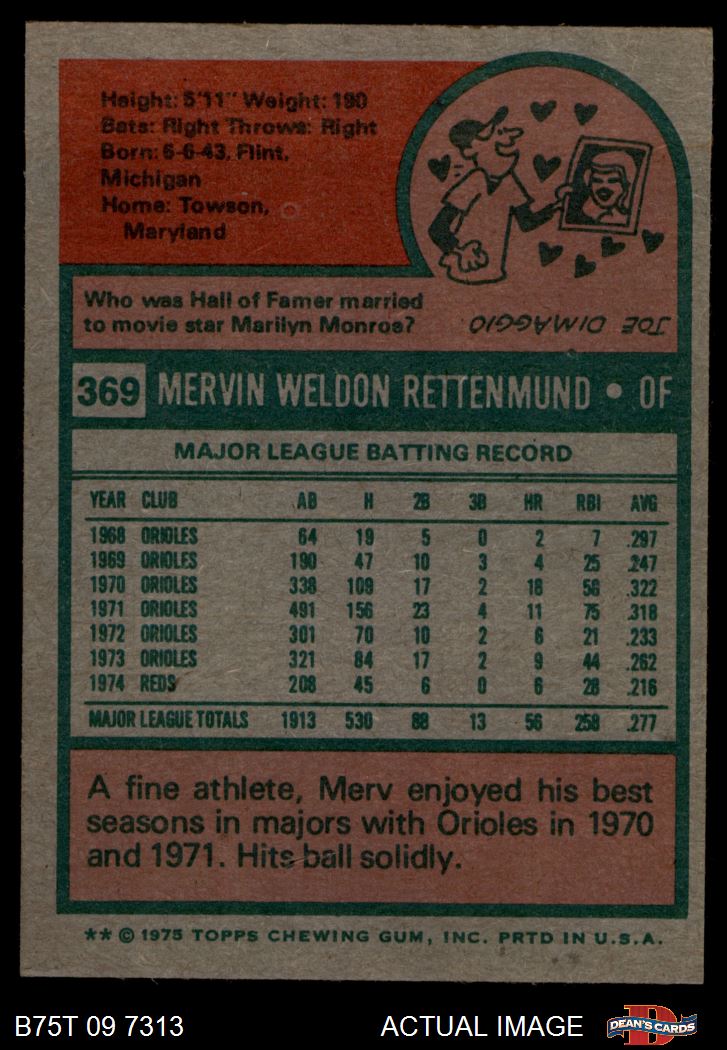 Height: 5'11" Weight: 190
Bats: Right Throws: Right
Born: 6-6-43, Flint,
Michigan
Home: Towson,
Maryland
Who was Hall of Famer married
to movie star Marilyn Monroe?
JOE DIMAGGIO
369 MERVIN WELDON RETTENMUND • OF
MAJOR LEAGUE BATTING RECORD
YEAR CLUB AB H 2B 3B HR RBI AVG
1968 ORIOLES 64 19 5 0 2 7 .297
1969 ORIOLES 190 47 10 3 4 25 .247
1970 ORIOLES 338 109 17 2 18 58 .322
1971 ORIOLES 491 156 23 4 11 75 .318
1972 ORIOLES 301 70 10 2 6 21 .233
1973 ORIOLES 321 84 17 2 9 44 .262
1974 REDS 208 45 6 0 6 28 .216
MAJOR LEAGUE TOTALS 1913 530 88 13 56 258 .277
A fine athlete, Merv enjoyed his best
seasons in majors with Orioles in 1970
and 1971. Hits ball solidly.
** © 1975 TOPPS CHEWING GUM, INC. PRTD IN U.S.A.
B75T 09 7313 ACTUAL IMAGE DEAN'S CARDS